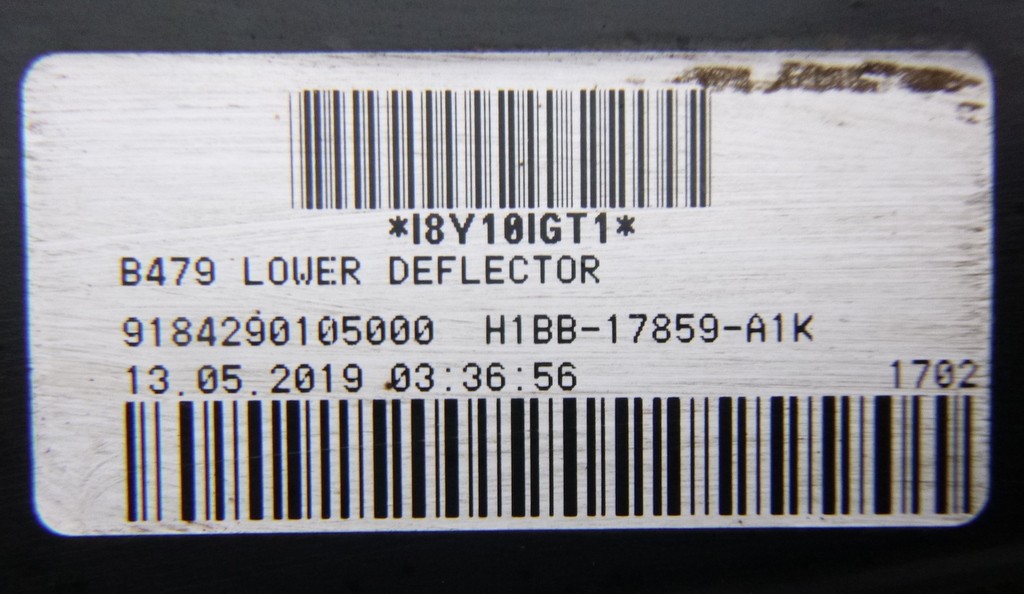 *I8Y10IGT1*
B479 LOWER DEFLECTOR
9184290105000 H1BB-17859-A1K
13.05.2019 03:36:56 1702